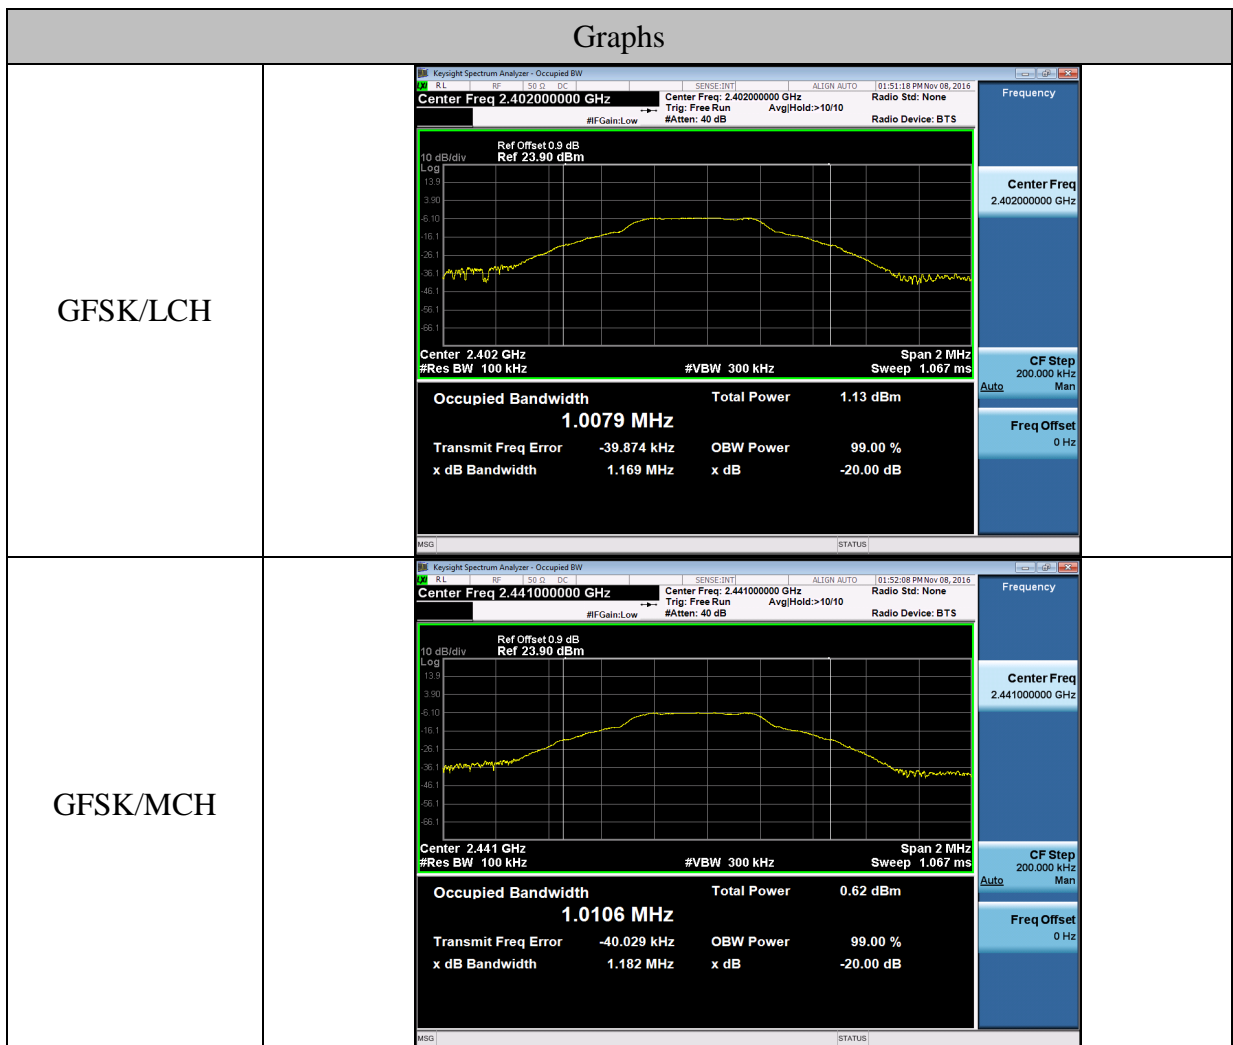 Graphs
GFSK/LCH
Keysight Spectrum Analyzer - Occupied BW
LXI RL RF 50 Ω DC SENSE:INT ALIGN AUTO 01:51:18 PM Nov 08, 2016
Center Freq 2.402000000 GHz Center Freq: 2.402000000 GHz Radio Std: None
Trig: Free Run Avg|Hold:>10/10
#IFGain:Low #Atten: 40 dB Radio Device: BTS
Ref Offset 0.9 dB
10 dB/div Ref 23.90 dBm
Log
13.9
3.90
-6.10
-16.1
-26.1
-36.1
-46.1
-56.1
-66.1
Center 2.402 GHz Span 2 MHz
#Res BW 100 kHz #VBW 300 kHz Sweep 1.067 ms
Occupied Bandwidth Total Power 1.13 dBm
1.0079 MHz
Transmit Freq Error -39.874 kHz OBW Power 99.00 %
x dB Bandwidth 1.169 MHz x dB -20.00 dB
MSG STATUS
Frequency
Center Freq
2.402000000 GHz
CF Step
200.000 kHz
Auto Man
Freq Offset
0 Hz
GFSK/MCH
Keysight Spectrum Analyzer - Occupied BW
LXI RL RF 50 Ω DC SENSE:INT ALIGN AUTO 01:52:08 PM Nov 08, 2016
Center Freq 2.441000000 GHz Center Freq: 2.441000000 GHz Radio Std: None
Trig: Free Run Avg|Hold:>10/10
#IFGain:Low #Atten: 40 dB Radio Device: BTS
Ref Offset 0.9 dB
10 dB/div Ref 23.90 dBm
Log
13.9
3.90
-6.10
-16.1
-26.1
-36.1
-46.1
-56.1
-66.1
Center 2.441 GHz Span 2 MHz
#Res BW 100 kHz #VBW 300 kHz Sweep 1.067 ms
Occupied Bandwidth Total Power 0.62 dBm
1.0106 MHz
Transmit Freq Error -40.029 kHz OBW Power 99.00 %
x dB Bandwidth 1.182 MHz x dB -20.00 dB
MSG STATUS
Frequency
Center Freq
2.441000000 GHz
CF Step
200.000 kHz
Auto Man
Freq Offset
0 Hz